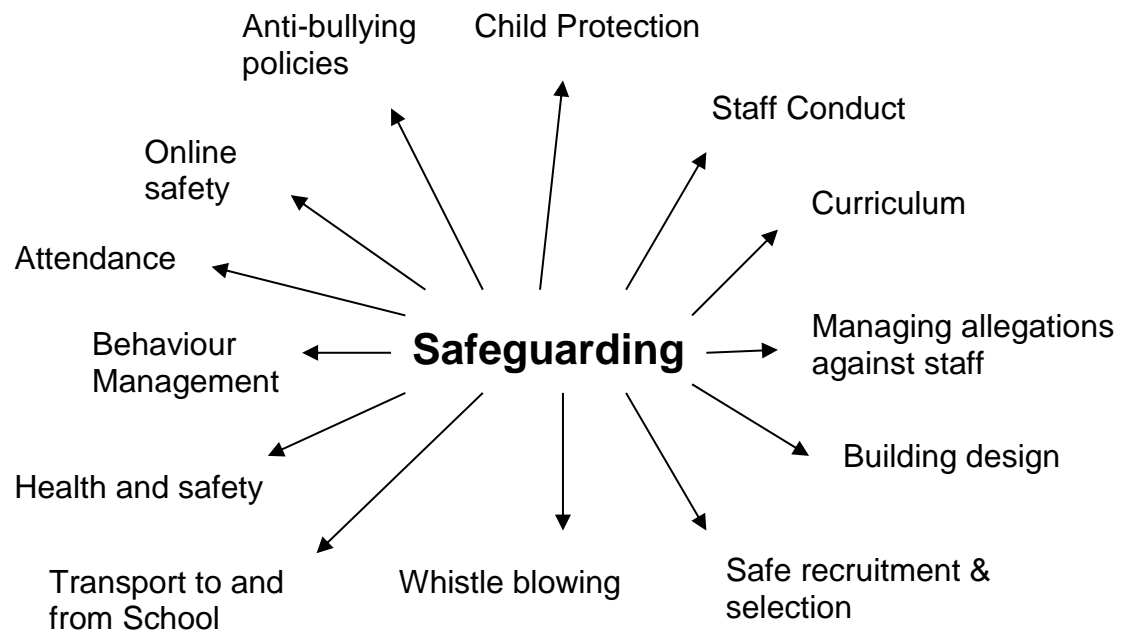 Anti-bullying
policies
Child Protection
Staff Conduct
Online
safety
Curriculum
Attendance
Behaviour
Management
Safeguarding
Managing allegations
against staff
Building design
Health and safety
Transport to and
from School
Whistle blowing
Safe recruitment &
selection